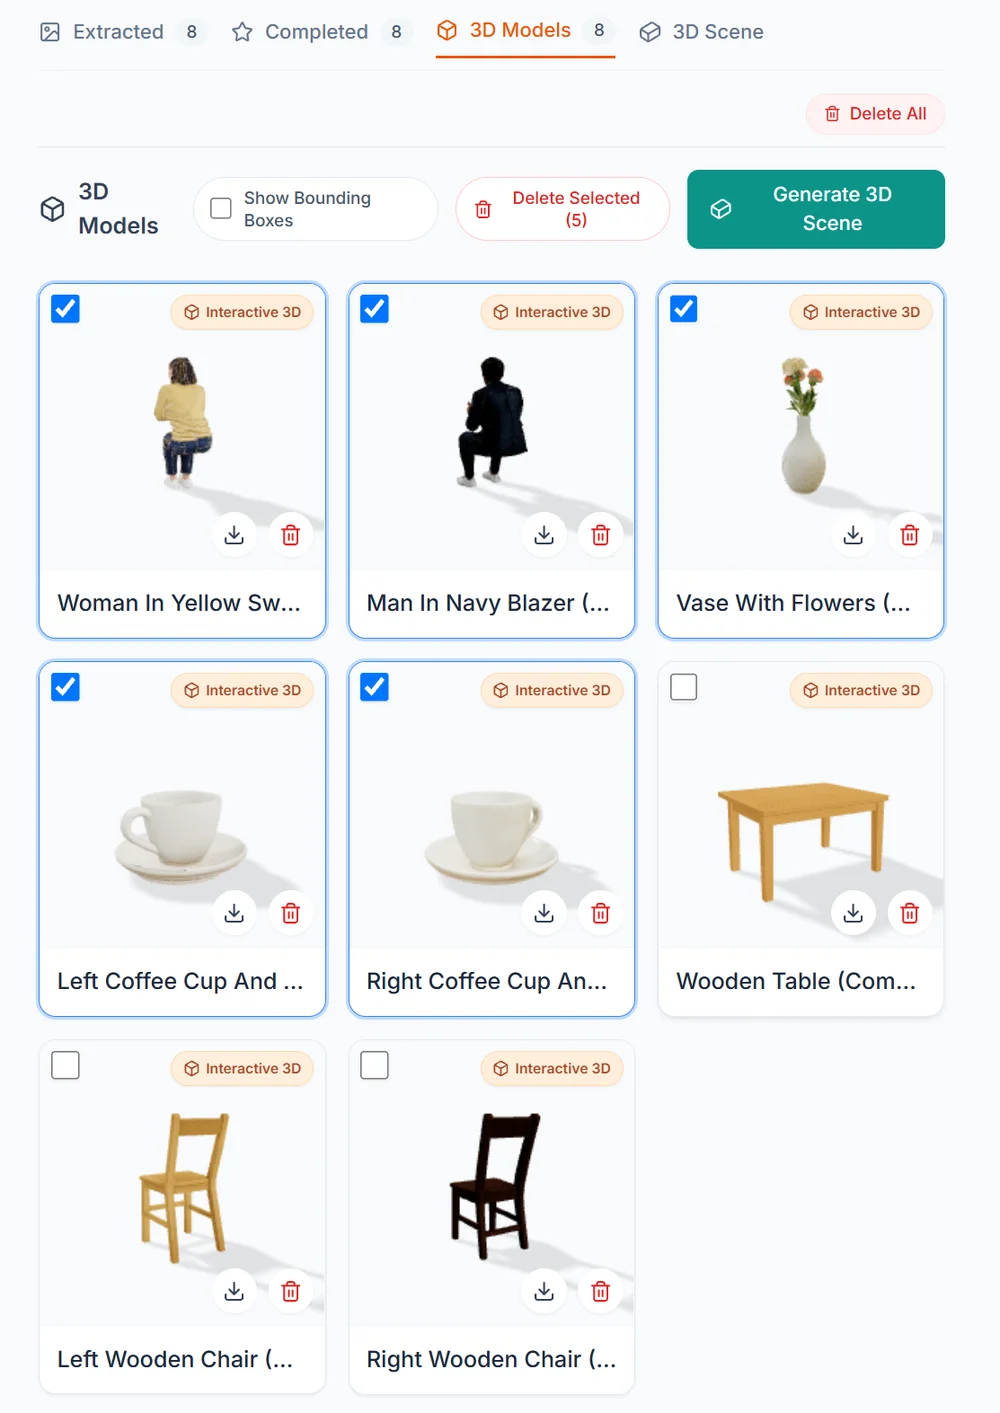 Extracted 8 Completed 8 3D Models 8 3D Scene
Delete All
3D
Models
Show Bounding
Boxes
Delete Selected
(5)
Generate 3D
Scene
Interactive 3D
Interactive 3D
Interactive 3D
Woman In Yellow Sw...
Man In Navy Blazer (...
Vase With Flowers (...
Interactive 3D
Interactive 3D
Interactive 3D
Left Coffee Cup And ...
Right Coffee Cup An...
Wooden Table (Com...
Interactive 3D
Interactive 3D
Left Wooden Chair (...
Right Wooden Chair (...